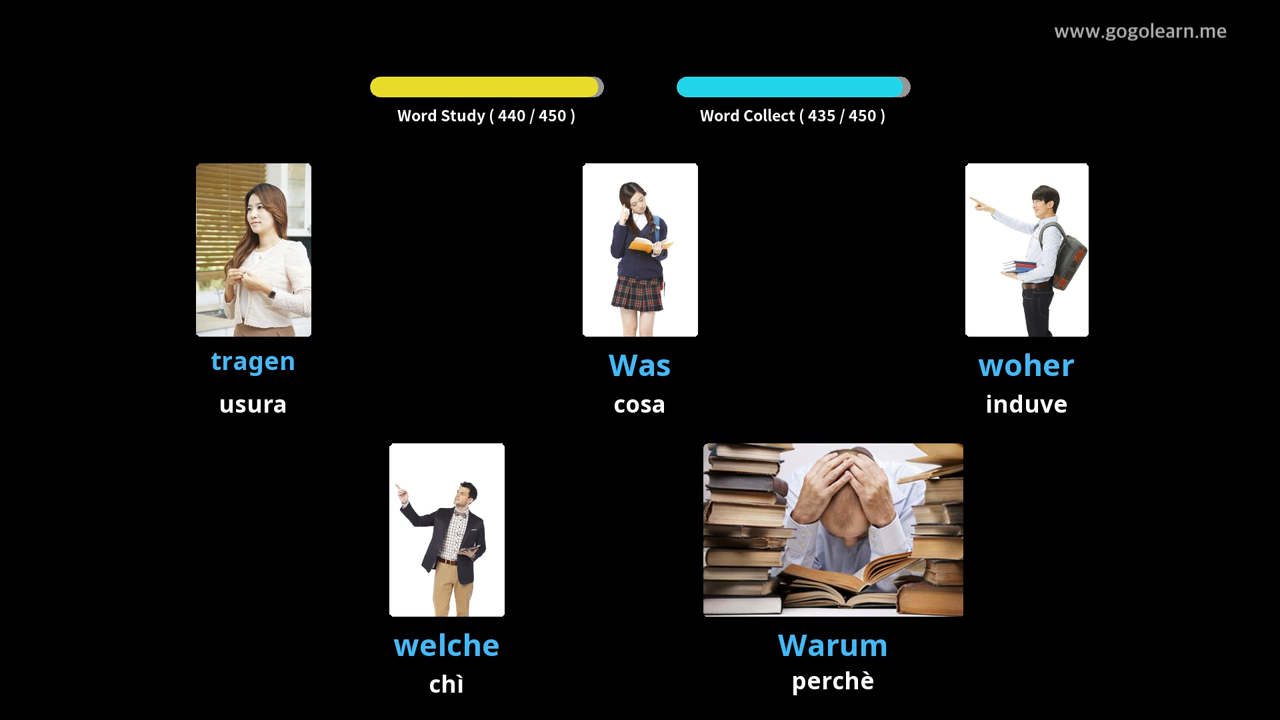 www.gogolearn.me
Word Study ( 440 / 450 )
Word Collect ( 435 / 450 )
tragen
usura
Was
cosa
woher
induve
welche
chì
Warum
perchè